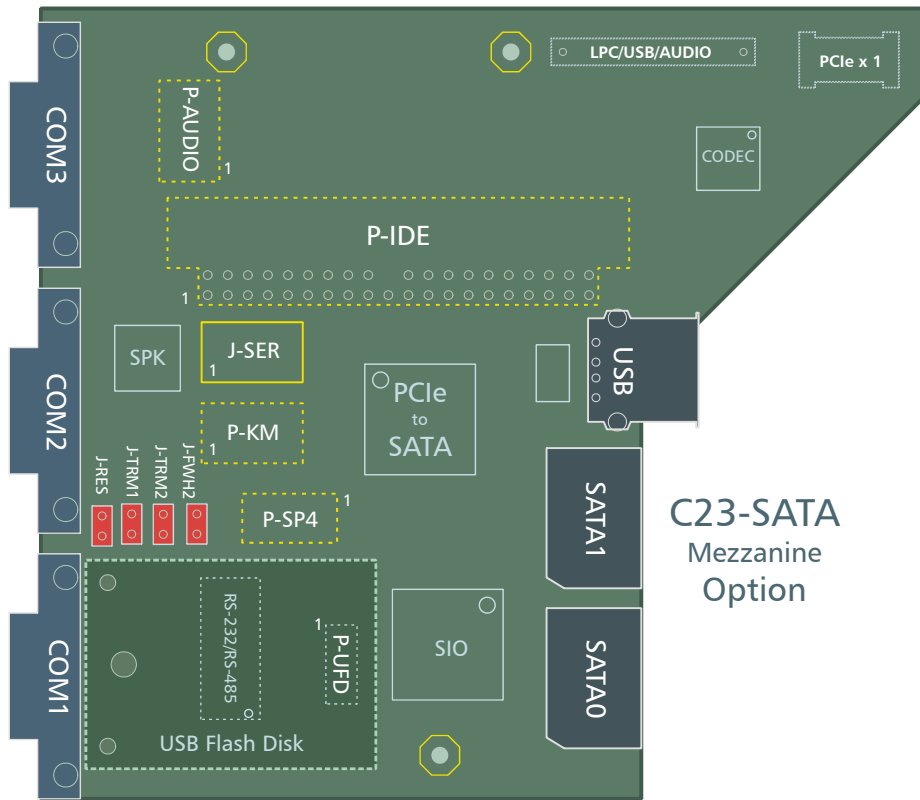 LPC/USB/AUDIO
PCIe x 1
COM3
P-AUDIO
1
CODEC
P-IDE
1
SPK
J-SER
1
USB
COM2
P-KM
1
PCIe
to
SATA
J-RES
J-TRM1
J-TRM2
J-FWH2
P-SP4
1
SATA1
C23-SATA
Mezzanine
Option
COM1
RS-232/RS-485
1
P-UFD
USB Flash Disk
SIO
SATA0